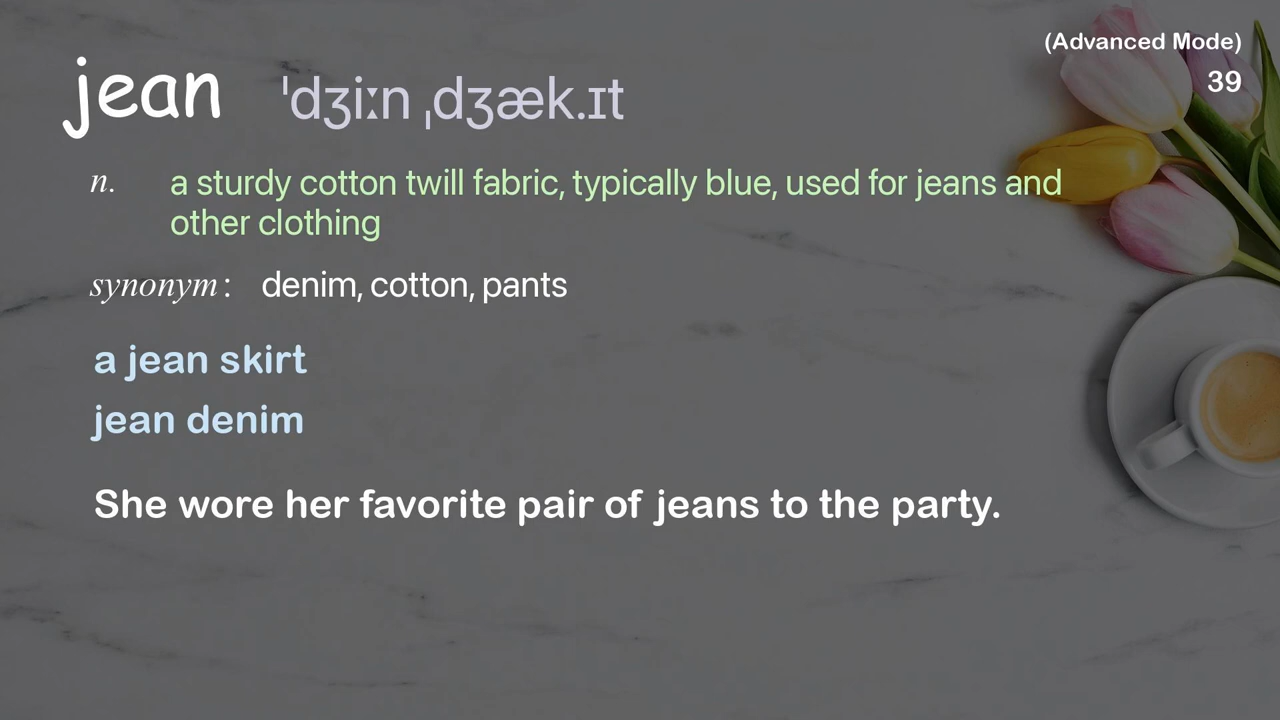 (Advanced Mode)
39
jean ˈdʒiːn ˌdʒæk.ɪt
n. a sturdy cotton twill fabric, typically blue, used for jeans and
other clothing
synonym : denim, cotton, pants
a jean skirt
jean denim
She wore her favorite pair of jeans to the party.